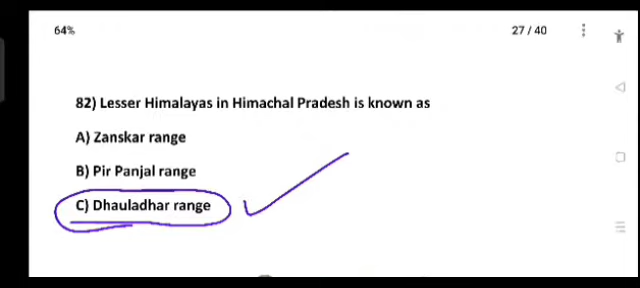 64%
27 / 40
82) Lesser Himalayas in Himachal Pradesh is known as
A) Zanskar range
B) Pir Panjal range
C) Dhauladhar range